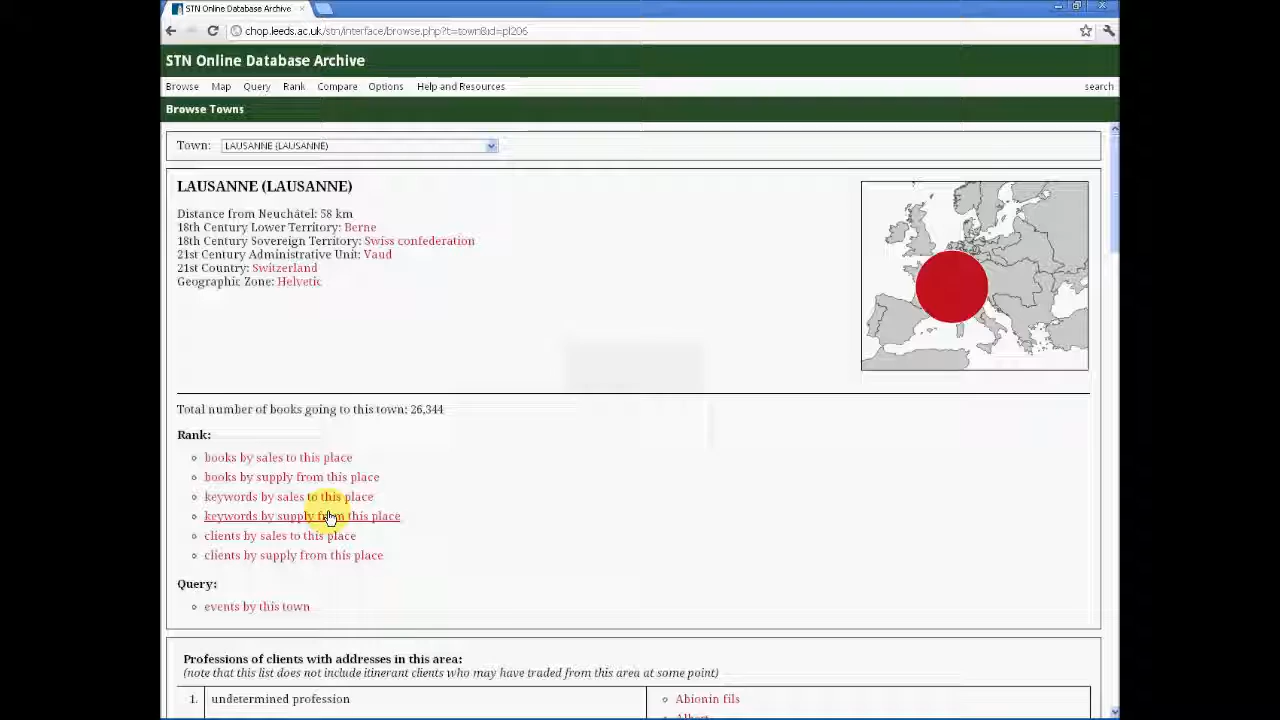 STN Online Database Archive
chop.leeds.ac.uk/stn/interface/browse.php?t=town&id=pl206
STN Online Database Archive
Browse Map Query Rank Compare Options Help and Resources search
Browse Towns
Town: LAUSANNE (LAUSANNE)
LAUSANNE (LAUSANNE)
Distance from Neuchâtel: 58 km
18th Century Lower Territory: Berne
18th Century Sovereign Territory: Swiss confederation
21st Century Administrative Unit: Vaud
21st Country: Switzerland
Geographic Zone: Helvetic
Total number of books going to this town: 26,344
Rank:
books by sales to this place
books by supply from this place
keywords by sales to this place
keywords by supply from this place
clients by sales to this place
clients by supply from this place
Query:
events by this town
Professions of clients with addresses in this area:
(note that this list does not include itinerant clients who may have traded from this area at some point)
1. undetermined profession Abionin fils
Albert